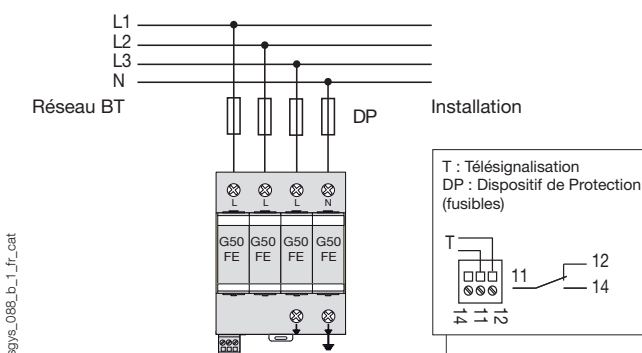 L1
L2
L3
N
Réseau BT
DP
Installation
L L L N
G50 G50 G50 G50
FE FE FE FE
T : Télésignalisation
DP : Dispositif de Protection
(fusibles)
T
11
12
14
14 11 12
sgys_088_b_1_fr_cat